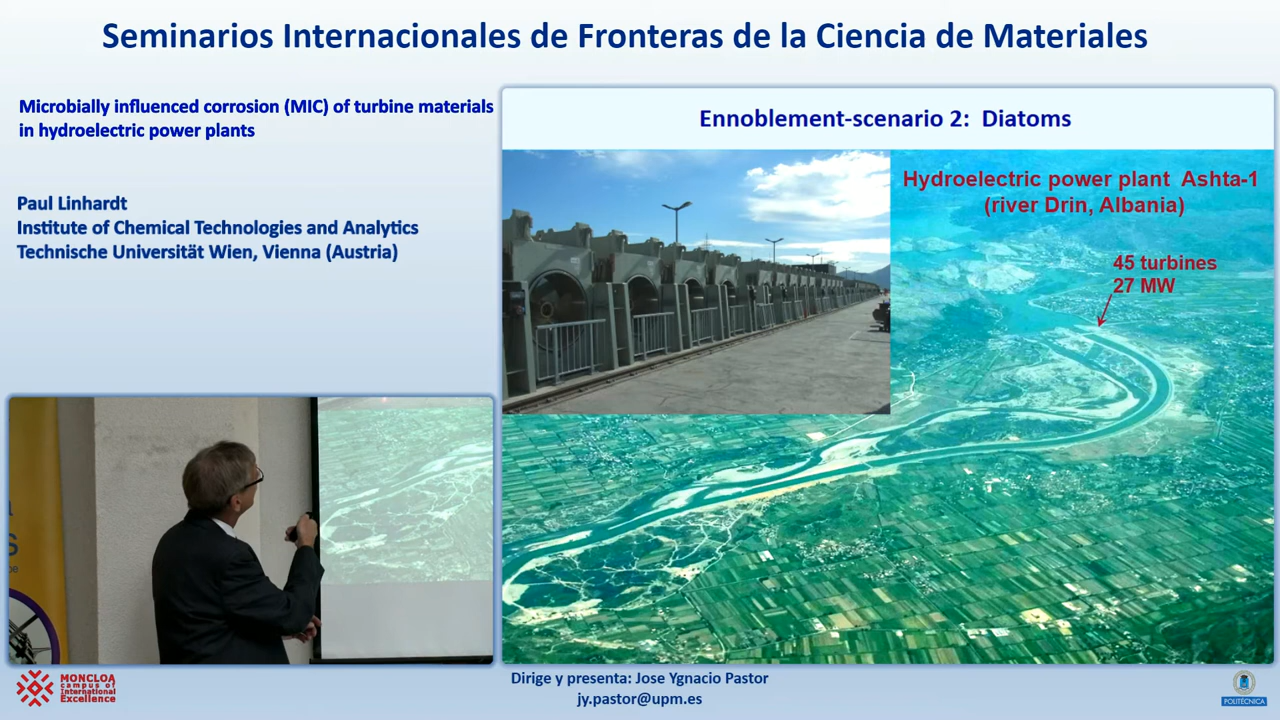 Seminarios Internacionales de Fronteras de la Ciencia de Materiales
Microbially influenced corrosion (MIC) of turbine materials
in hydroelectric power plants
Paul Linhardt
Institute of Chemical Technologies and Analytics
Technische Universität Wien, Vienna (Austria)
Ennoblement-scenario 2: Diatoms
Hydroelectric power plant Ashta-1
(river Drin, Albania)
45 turbines
27 MW
MONCLOA
campus of
International
Excellence
Dirige y presenta: Jose Ygnacio Pastor
jy.pastor@upm.es
POLITÉCNICA